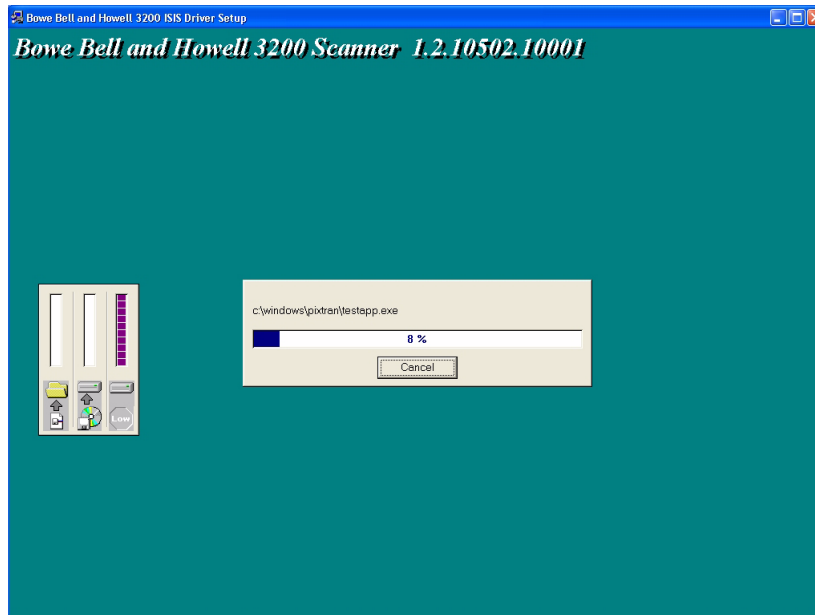 Bowe Bell and Howell 3200 ISIS Driver Setup
Bowe Bell and Howell 3200 Scanner 1.2.10502.10001
c:\windows\pixtran\testapp.exe
8 %
Cancel
Low